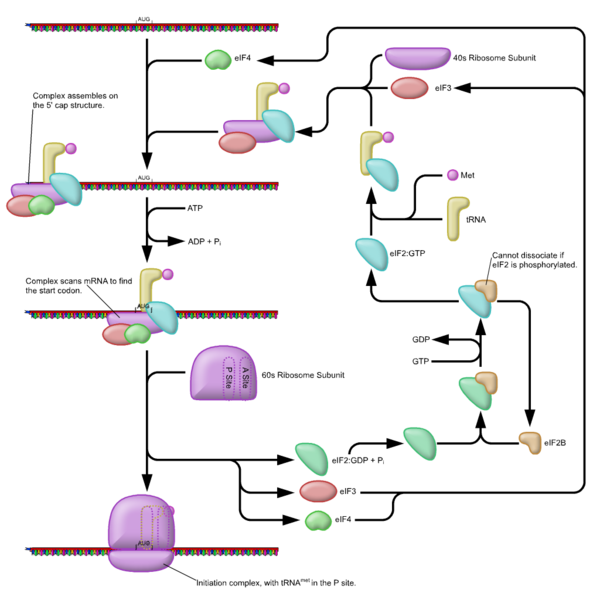 AUG
eIF4
40s Ribosome Subunit
eIF3
Complex assembles on
the 5' cap structure.
AUG
Met
ATP
tRNA
ADP + Pi
eIF2:GTP
Cannot dissociate if
eIF2 is phosphorylated.
Complex scans mRNA to find
the start codon.
AUG
GDP
GTP
P Site
A Site
60s Ribosome Subunit
eIF2B
eIF2:GDP + Pi
eIF3
eIF4
AUG
Initiation complex, with tRNAmet in the P site.